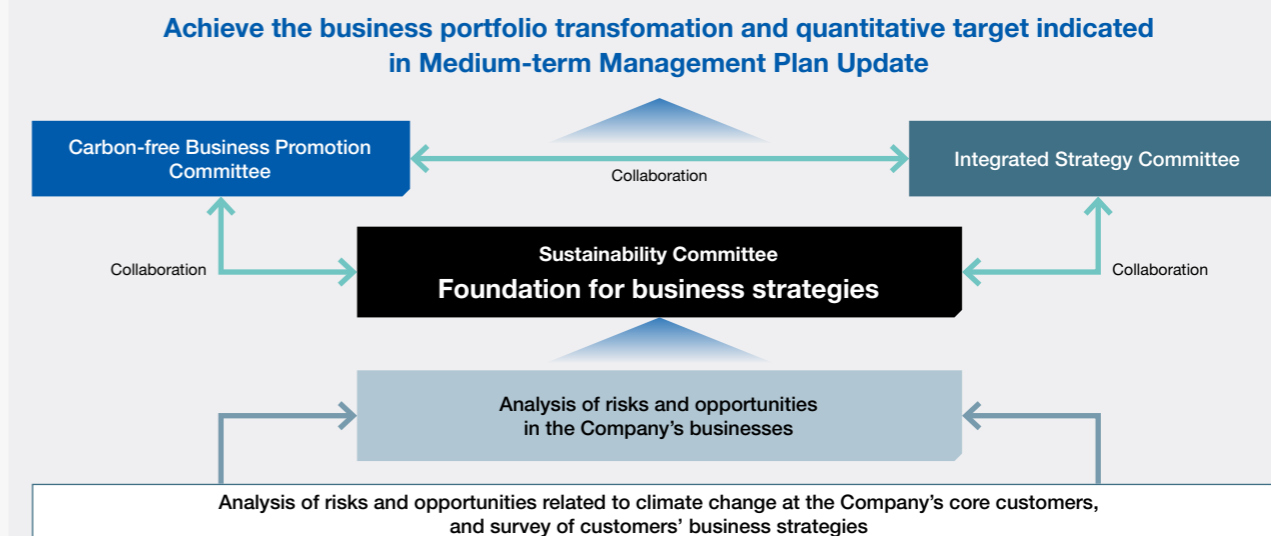 Achieve the business portfolio transfomation and quantitative target indicated
in Medium-term Management Plan Update
Carbon-free Business Promotion
Committee
Collaboration
Integrated Strategy Committee
Collaboration
Sustainability Committee
Foundation for business strategies
Collaboration
Analysis of risks and opportunities
in the Company's businesses
Analysis of risks and opportunities related to climate change at the Company's core customers,
and survey of customers' business strategies